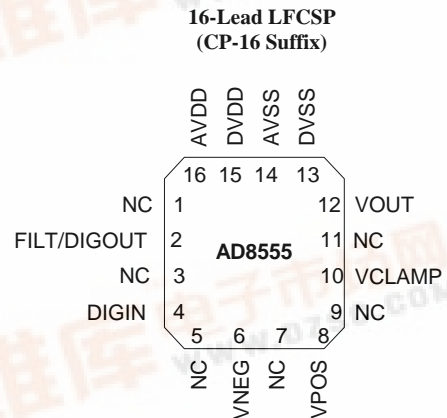 16-Lead LFCSP
(CP-16 Suffix)
AVDD DVDD AVSS DVSS
16 15 14 13
NC 1 12 VOUT
FILT/DIGOUT 2 AD8555 11 NC
NC 3 10 VCLAMP
DIGIN 4 9 NC
5 6 7 8
NC VNEG NC VPOS